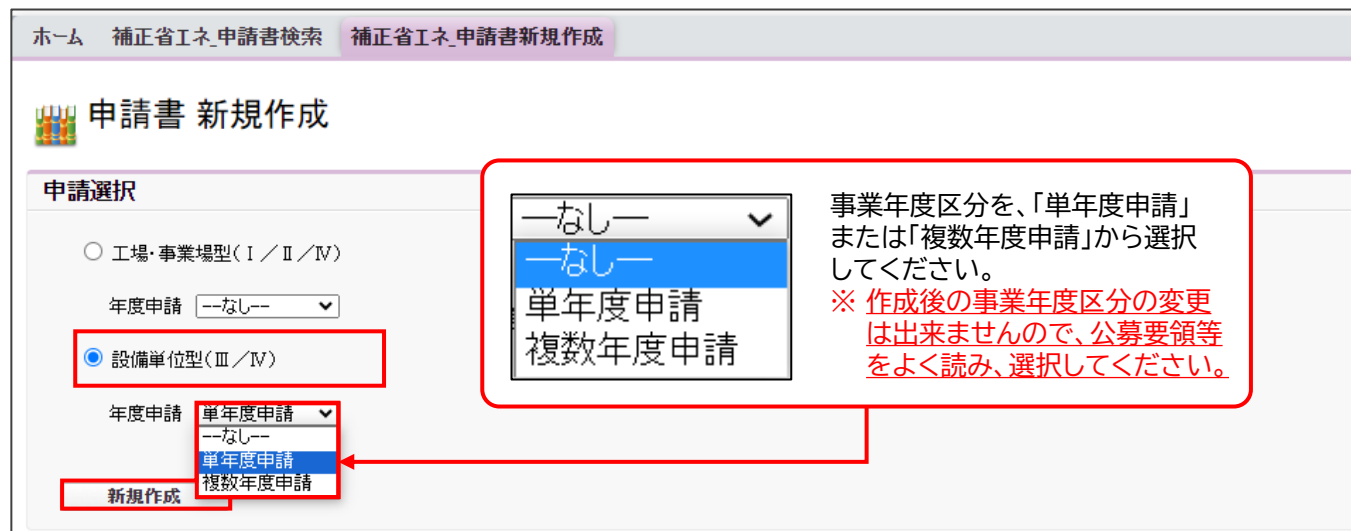 ホーム 補正省エネ_申請書検索 補正省エネ_申請書新規作成
申請書 新規作成
申請選択
工場・事業場型(Ⅰ/Ⅱ/Ⅳ)
年度申請 --なし--
設備単位型(Ⅲ/Ⅳ)
年度申請 単年度申請
--なし--
単年度申請
複数年度申請
新規作成
―なし―
―なし―
単年度申請
複数年度申請
事業年度区分を、「単年度申請」
または「複数年度申請」から選択
してください。
※ 作成後の事業年度区分の変更
は出来ませんので、公募要領等
をよく読み、選択してください。